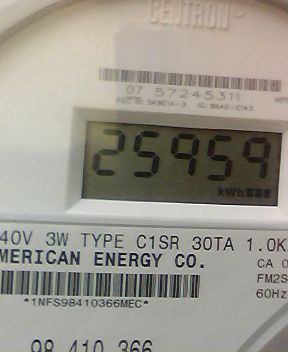 CENTRON
07 57245311
25959
kWh
40V 3W TYPE C1SR 30TA 1.0K
MERICAN ENERGY CO.
CA 0
FM2S
60Hz
*1NFS98410366MEC*
98 410 366